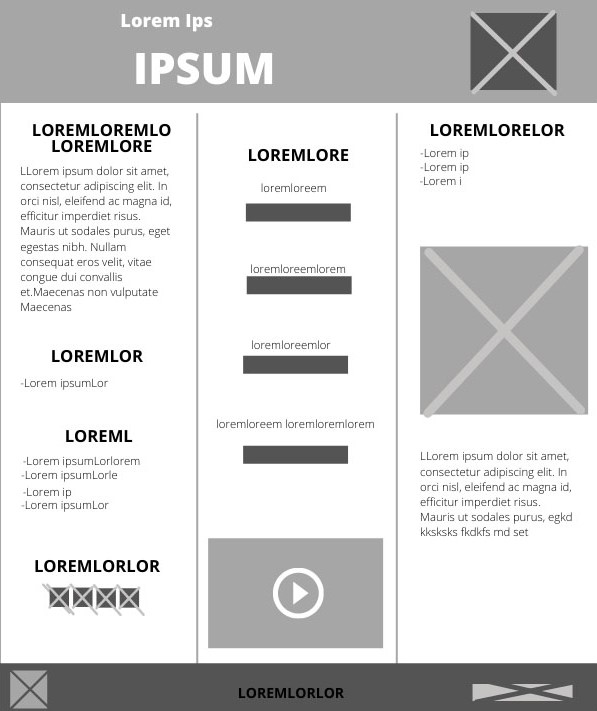 Lorem Ips
IPSUM
LOREMLOREMLO
LOREMLORE
LLorem ipsum dolor sit amet,
consectetur adipiscing elit. In
orci nisl, eleifend ac magna id,
efficitur imperdiet risus.
Mauris ut sodales purus, eget
egestas nibh. Nullam
consequat eros velit, vitae
congue dui convallis
et.Maecenas non vulputate
Maecenas
LOREMLOR
-Lorem ipsumLor
LOREML
-Lorem ipsumLorlorem
-Lorem ipsumLorle
-Lorem ip
-Lorem ipsumLor
LOREMLORLOR
LOREMLORE
loremloreem
loremloreemlorem
loremloreemlor
loremloreem loremloremlorem
LOREMLORELOR
-Lorem ip
-Lorem ip
-Lorem i
LLorem ipsum dolor sit amet,
consectetur adipiscing elit. In
orci nisl, eleifend ac magna id,
efficitur imperdiet risus.
Mauris ut sodales purus, egkd
kksksks fkdkfs md set
LOREMLORLOR